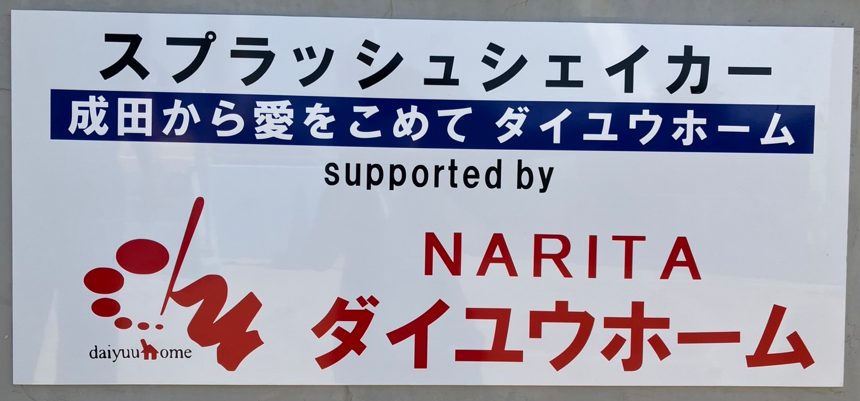 スプラッシュシェイカー
成田から愛をこめて ダイユウホーム
supported by
NARITA
ダイユウホーム
daiyuu ome